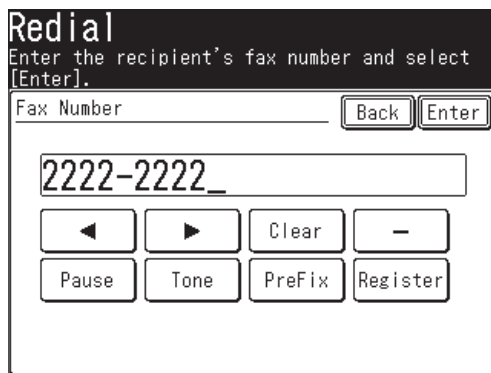 Redial
Enter the recipient's fax number and select
[Enter].
Fax Number Back Enter
2222-2222_
◀ ▶ Clear -
Pause Tone PreFix Register